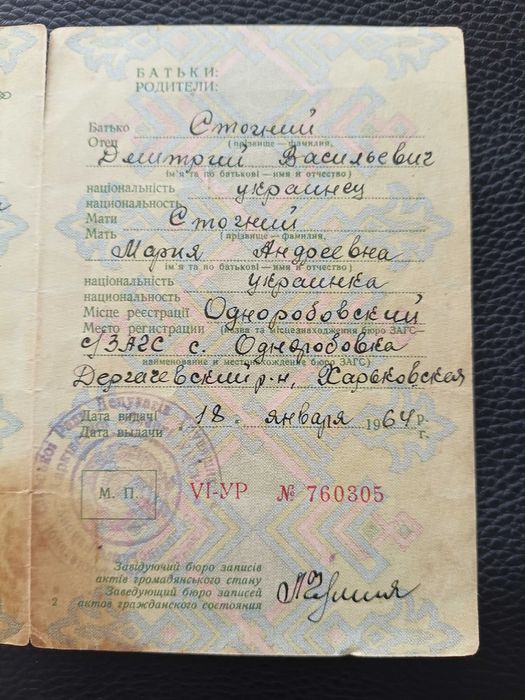 БАТЬКИ:
РОДИТЕЛИ:
Батько Стогний
Отец (прізвище — фамилия,
Дмитрий Васильевич
ім'я та по батькові — имя и отчество)
національність украинец
национальность
Мати Стогний
Мать (прізвище — фамилия,
Мария Андреевна
ім'я та по батькові — имя и отчество)
національність украинка
национальность
Місце реєстрації Одноробовский
Место регистрации (назва та місцезнаходження бюро ЗАГС—
с/ЗАГС с. Одноробовка
наименование и местонахождение бюро ЗАГС)
Дергачевский р-н, Харьковская
Дата видачі „18„ января 1964 р.
Дата выдачи г.
М. П.
VI-УР № 760305
Завідуючий бюро записів
актів громадянського стану
Заведующий бюро записей
актов гражданского состояния
2